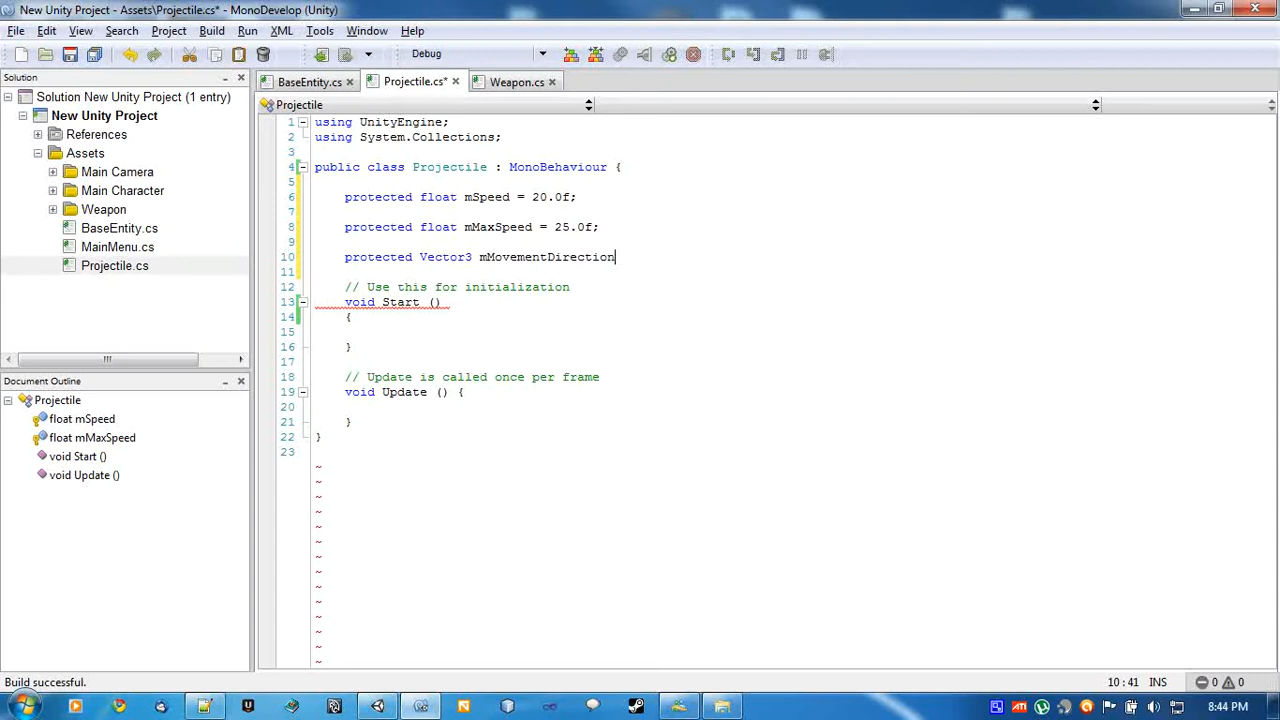 New Unity Project - Assets\Projectile.cs* - MonoDevelop (Unity)
File Edit View Search Project Build Run XML Tools Window Help
Debug
Solution
Solution New Unity Project (1 entry)
New Unity Project
References
Assets
Main Camera
Main Character
Weapon
BaseEntity.cs
MainMenu.cs
Projectile.cs
Document Outline
Projectile
float mSpeed
float mMaxSpeed
void Start ()
void Update ()
BaseEntity.cs Projectile.cs* Weapon.cs
Projectile
1 using UnityEngine;
2 using System.Collections;
3
4 public class Projectile : MonoBehaviour {
5
6 protected float mSpeed = 20.0f;
7
8 protected float mMaxSpeed = 25.0f;
9
10 protected Vector3 mMovementDirection
11
12 // Use this for initialization
13 void Start ()
14 {
15
16 }
17
18 // Update is called once per frame
19 void Update () {
20
21 }
22 }
23
~
~
~
~
~
~
~
~
~
~
~
~
~
~
Build successful.
10 : 41 INS 0 0
8:44 PM